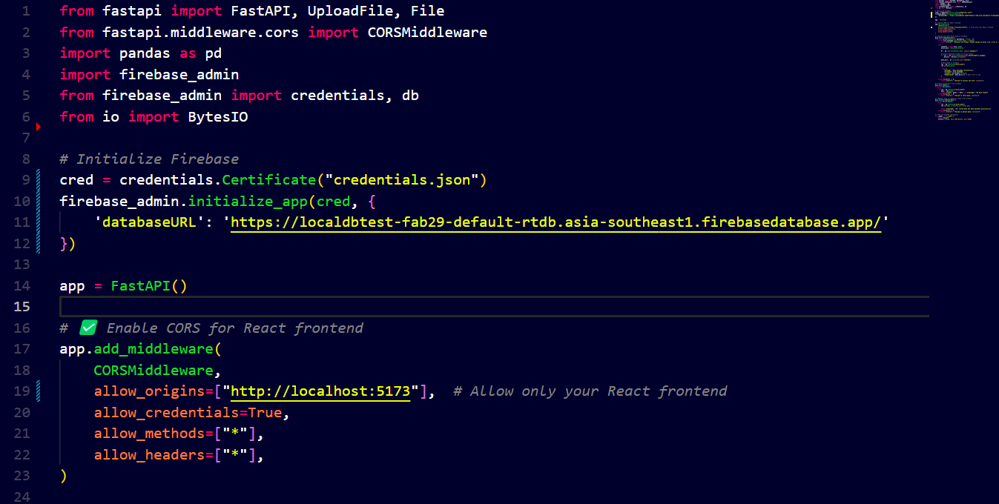 1 from fastapi import FastAPI, UploadFile, File
2 from fastapi.middleware.cors import CORSMiddleware
3 import pandas as pd
4 import firebase_admin
5 from firebase_admin import credentials, db
6 from io import BytesIO
7
8 # Initialize Firebase
9 cred = credentials.Certificate("credentials.json")
10 firebase_admin.initialize_app(cred, {
11     'databaseURL': 'https://localdbtest-fab29-default-rtdb.asia-southeast1.firebasedatabase.app/'
12 })
13
14 app = FastAPI()
15
16 # ✅ Enable CORS for React frontend
17 app.add_middleware(
18     CORSMiddleware,
19     allow_origins=["http://localhost:5173"],  # Allow only your React frontend
20     allow_credentials=True,
21     allow_methods=["*"],
22     allow_headers=["*"],
23 )
24